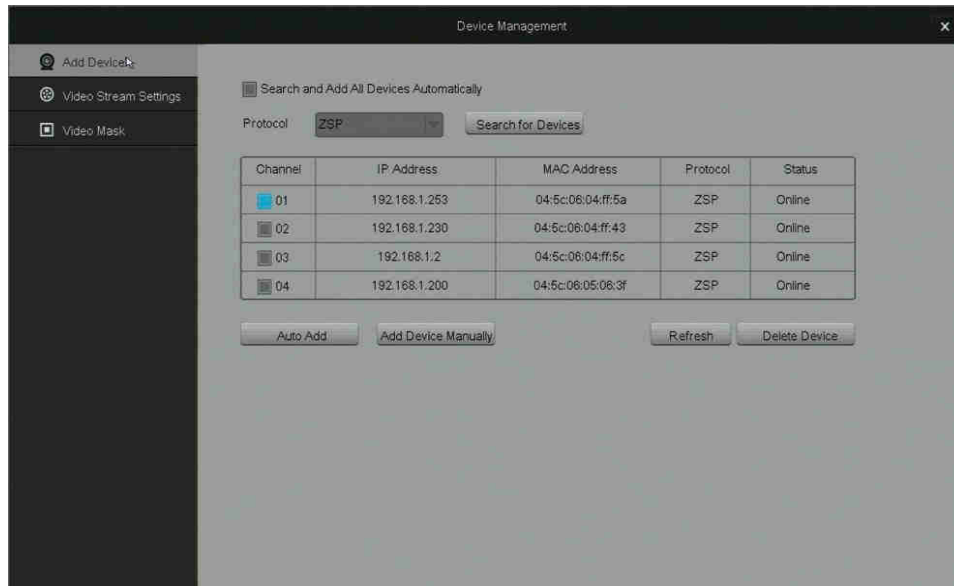 Device Management
Add Device
Video Stream Settings
Video Mask
Search and Add All Devices Automatically
Protocol ZSP Search for Devices
Channel IP Address MAC Address Protocol Status
01 192.168.1.253 04:5c:06:04:ff:5a ZSP Online
02 192.168.1.230 04:5c:06:04:ff:43 ZSP Online
03 192.168.1.2 04:5c:06:04:ff:5c ZSP Online
04 192.168.1.200 04:5c:06:05:06:3f ZSP Online
Auto Add Add Device Manually Refresh Delete Device